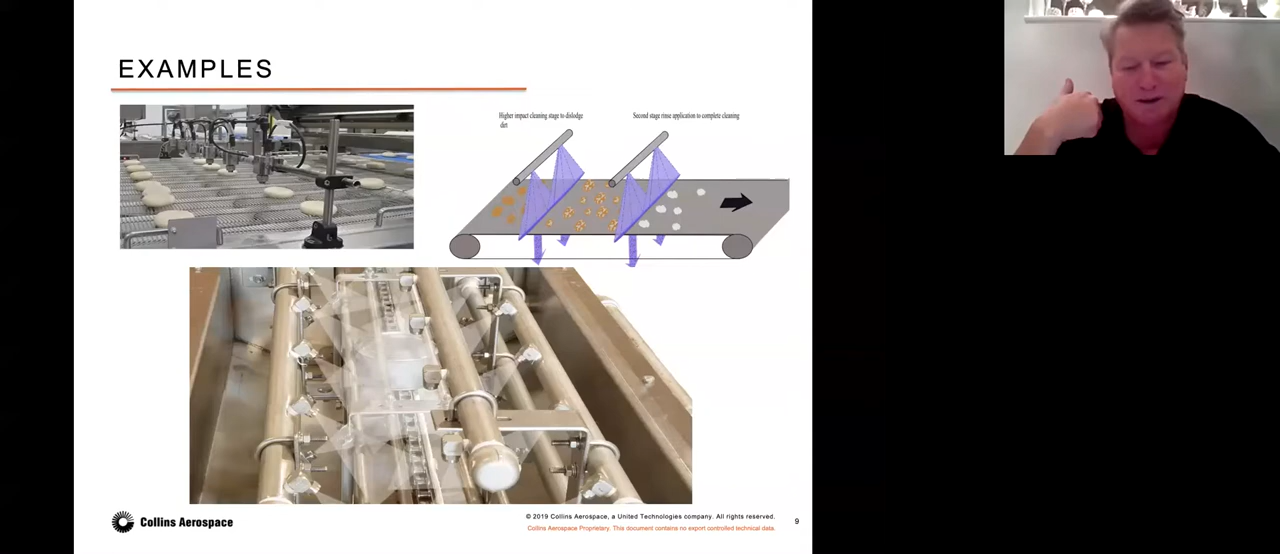 EXAMPLES
Higher impact cleaning stage to dislodge
dirt
Second stage rinse application to complete cleaning
Collins Aerospace
© 2019 Collins Aerospace, a United Technologies company. All rights reserved.
Collins Aerospace Proprietary. This document contains no export controlled technical data.
9